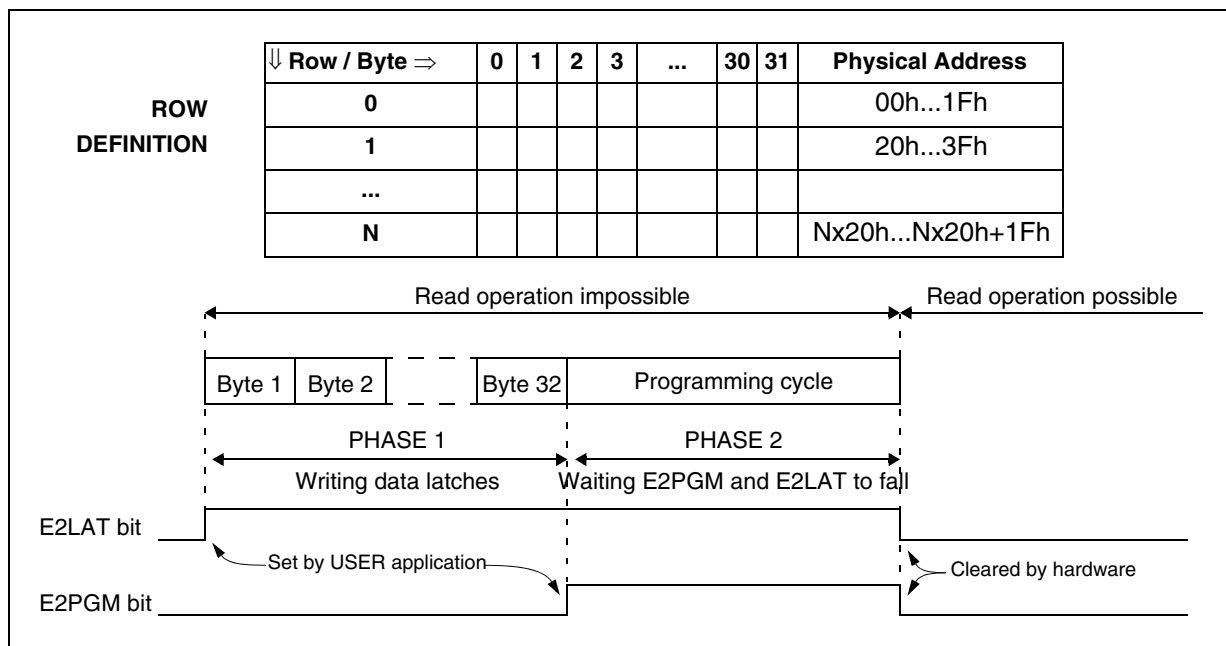 ⇓ Row / Byte ⇒ 0 1 2 3 ... 30 31 Physical Address
ROW DEFINITION
0 00h...1Fh
1 20h...3Fh
...
N Nx20h...Nx20h+1Fh
Read operation impossible Read operation possible
Byte 1 Byte 2 Byte 32 Programming cycle
PHASE 1 PHASE 2
Writing data latches Waiting E2PGM and E2LAT to fall
E2LAT bit
Set by USER application Cleared by hardware
E2PGM bit